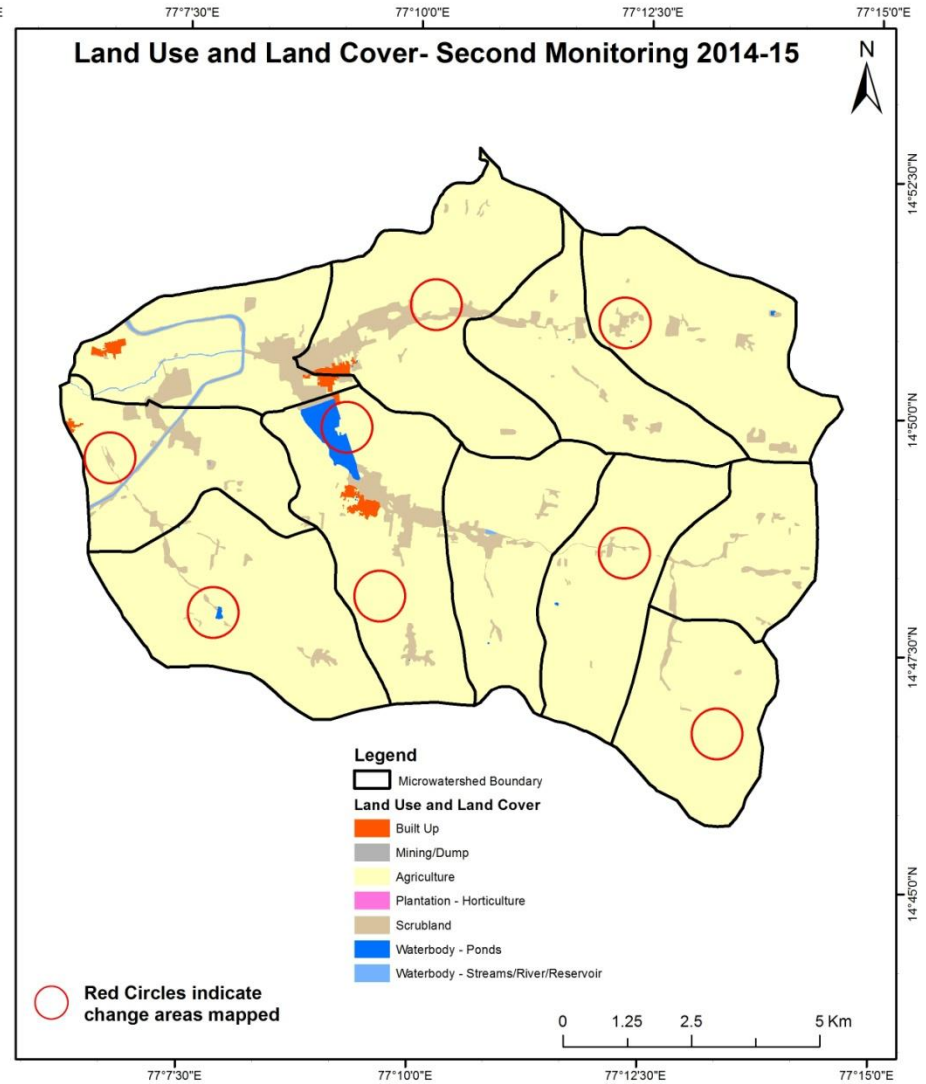 77°7'30"E 77°10'0"E 77°12'30"E 77°15'0"E
Land Use and Land Cover- Second Monitoring 2014-15
N
14°52'30"N
14°50'0"N
14°47'30"N
14°45'0"N
Legend
Microwatershed Boundary
Land Use and Land Cover
Built Up
Mining/Dump
Agriculture
Plantation - Horticulture
Scrubland
Waterbody - Ponds
Waterbody - Streams/River/Reservoir
Red Circles indicate
change areas mapped
0 1.25 2.5 5 Km
77°7'30"E 77°10'0"E 77°12'30"E 77°15'0"E